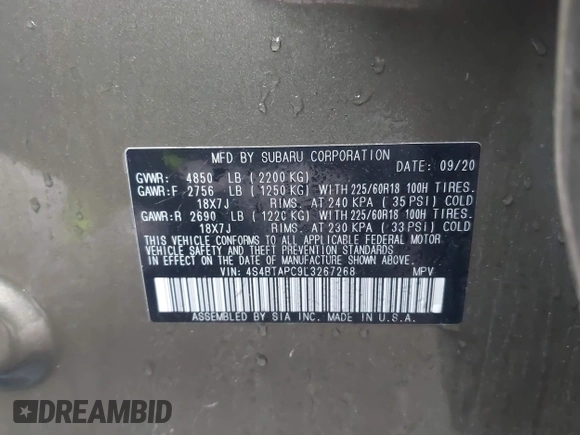 MFD BY SUBARU CORPORATION
DATE: 09/20
GVWR: 4850 LB ( 2200 KG)
GAWR:F 2756 LB ( 1250 KG) WITH 225/60R18 100H TIRES.
18X7J RIMS. AT 240 KPA ( 35 PSI) COLD
GAWR:R 2690 LB ( 1220 KG) WITH 225/60R18 100H TIRES.
18X7J RIMS. AT 230 KPA ( 33 PSI) COLD
THIS VEHICLE CONFORMS TO ALL APPLICABLE FEDERAL MOTOR
VEHICLE SAFETY AND THEFT PREVENTION STANDARDS IN
EFFECT ON THE DATE OF MANUFACTURE SHOWN ABOVE.
VIN: 4S4BTAPC9L3267268 MPV
ASSEMBLED BY SIA INC. MADE IN U.S.A.
DREAMBID